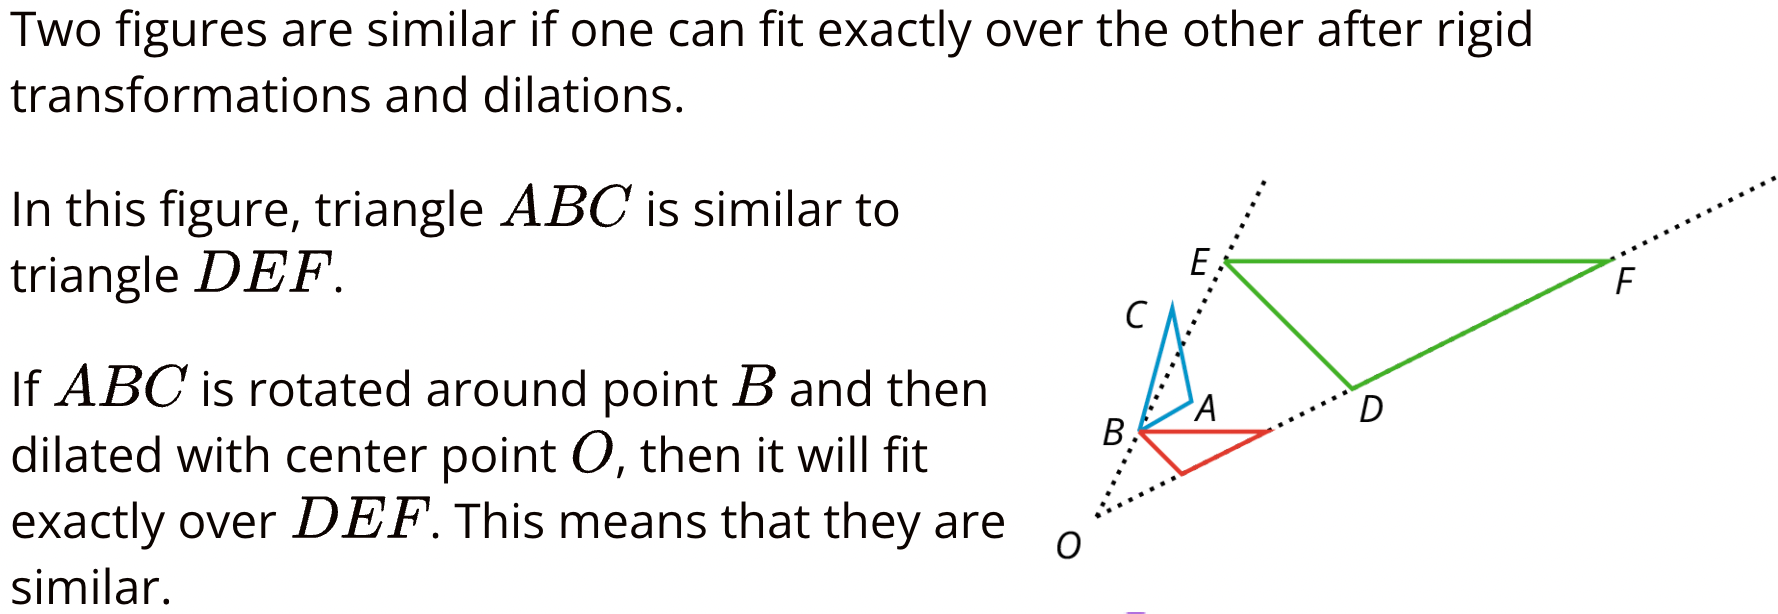 Two figures are similar if one can fit exactly over the other after rigid
transformations and dilations.
In this figure, triangle ABC is similar to
triangle DEF.
If ABC is rotated around point B and then
dilated with center point O, then it will fit
exactly over DEF. This means that they are
similar.
E
F
C
A
D
B
O